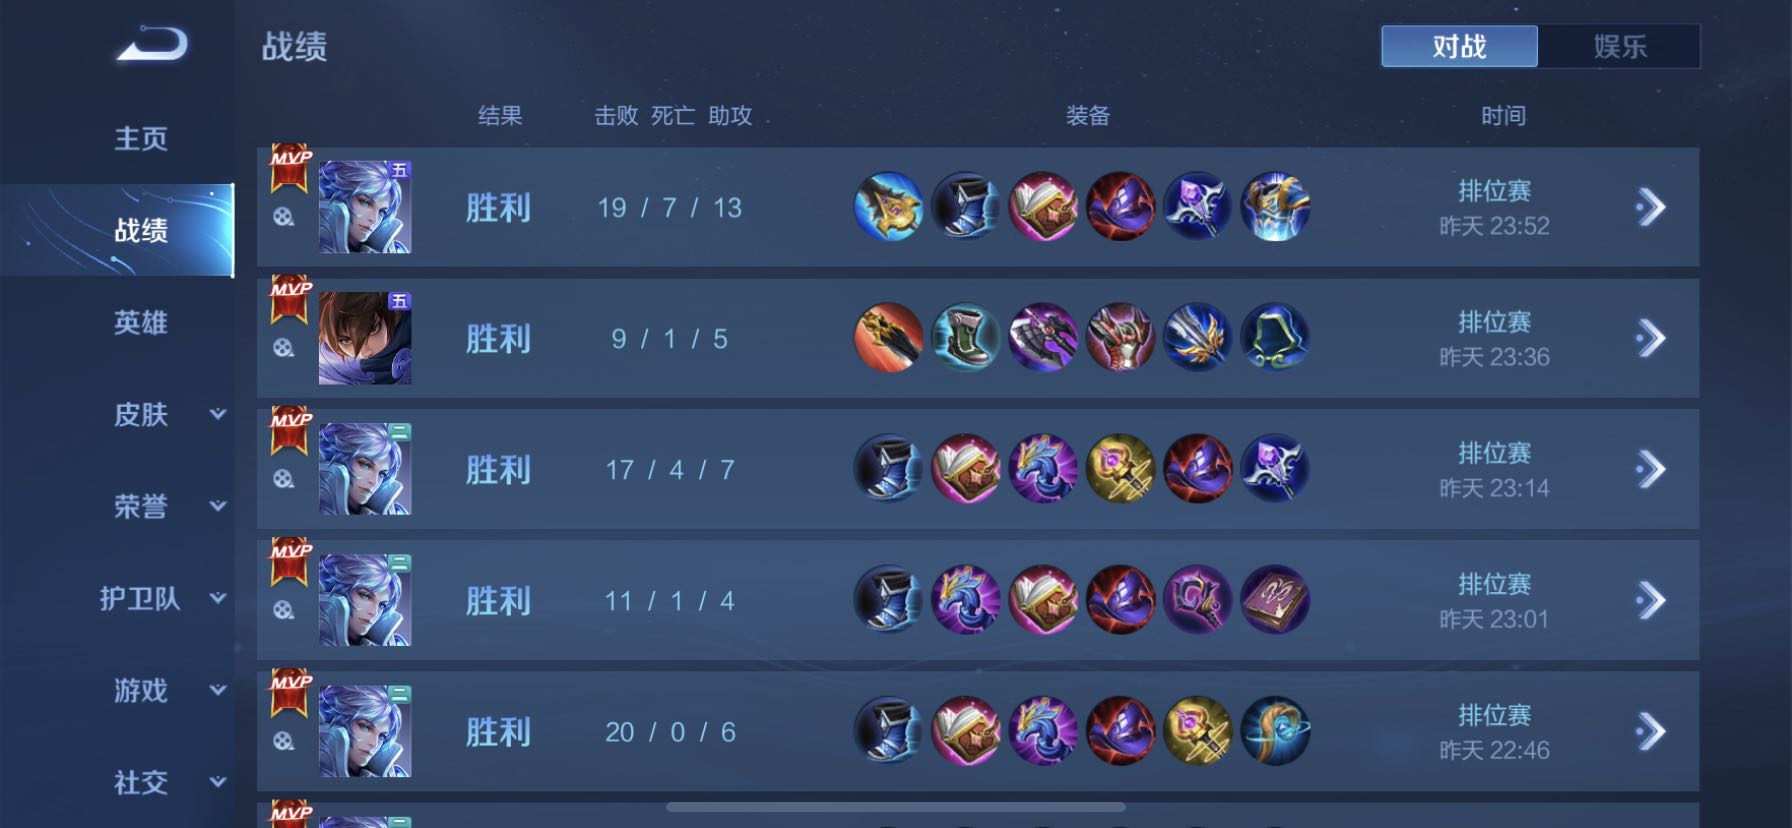 战绩
对战
娱乐
主页
战绩
英雄
皮肤
荣誉
护卫队
游戏
社交
结果
击败 死亡 助攻
装备
时间
MVP
五
胜利
19 / 7 / 13
排位赛
昨天 23:52
MVP
五
胜利
9 / 1 / 5
排位赛
昨天 23:36
MVP
二
胜利
17 / 4 / 7
排位赛
昨天 23:14
MVP
二
胜利
11 / 1 / 4
排位赛
昨天 23:01
MVP
二
胜利
20 / 0 / 6
排位赛
昨天 22:46
MVP